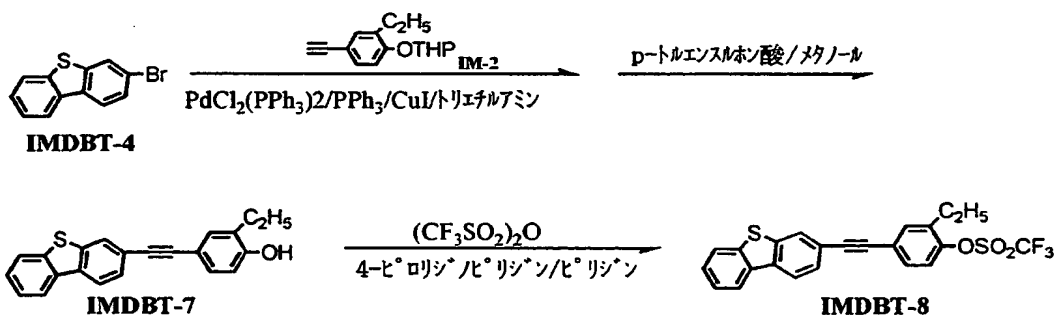 C₂H₅
OTHP
IM-2
S
Br
IMDBT-4
PdCl₂(PPh₃)2/PPh₃/CuI/トリエチルアミン
p-トルエンスルホン酸/メタノール
S
C₂H₅
OH
IMDBT-7
(CF₃SO₂)₂O
4-ピロリジノピリジン/ピリジン
S
C₂H₅
OSO₂CF₃
IMDBT-8